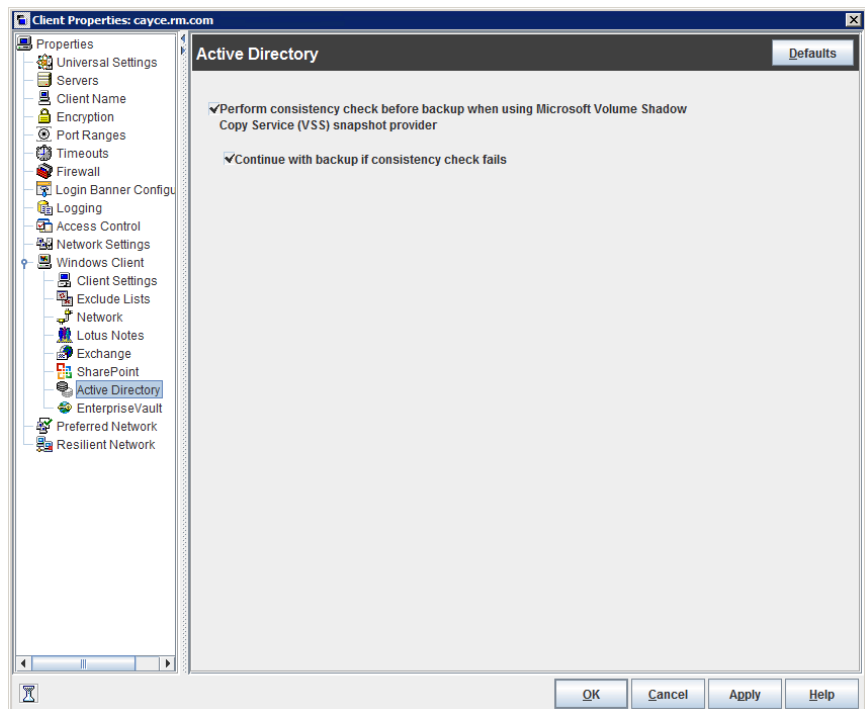 Client Properties: cayce.rm.com
Properties
Universal Settings
Servers
Client Name
Encryption
Port Ranges
Timeouts
Firewall
Login Banner Configu
Logging
Access Control
Network Settings
Windows Client
Client Settings
Exclude Lists
Network
Lotus Notes
Exchange
SharePoint
Active Directory
EnterpriseVault
Preferred Network
Resilient Network
Active Directory
Defaults
Perform consistency check before backup when using Microsoft Volume Shadow
Copy Service (VSS) snapshot provider
Continue with backup if consistency check fails
OK
Cancel
Apply
Help